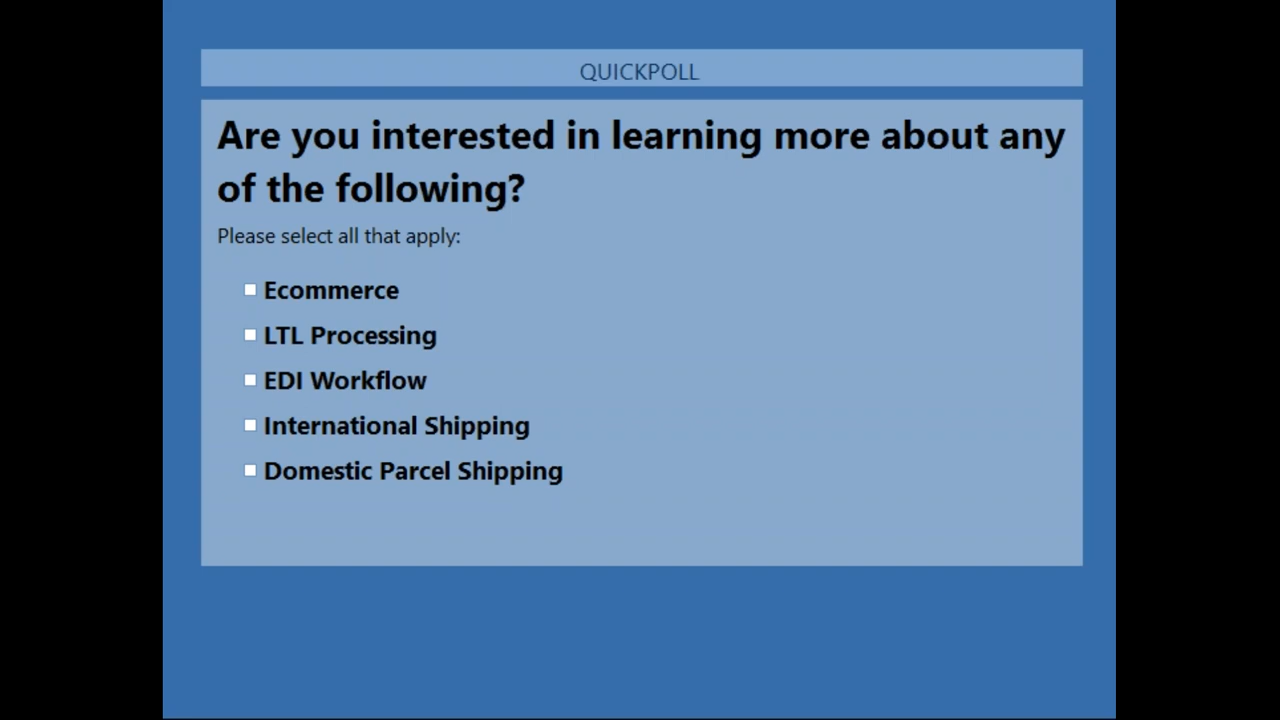 QUICKPOLL
Are you interested in learning more about any
of the following?
Please select all that apply:
Ecommerce
LTL Processing
EDI Workflow
International Shipping
Domestic Parcel Shipping